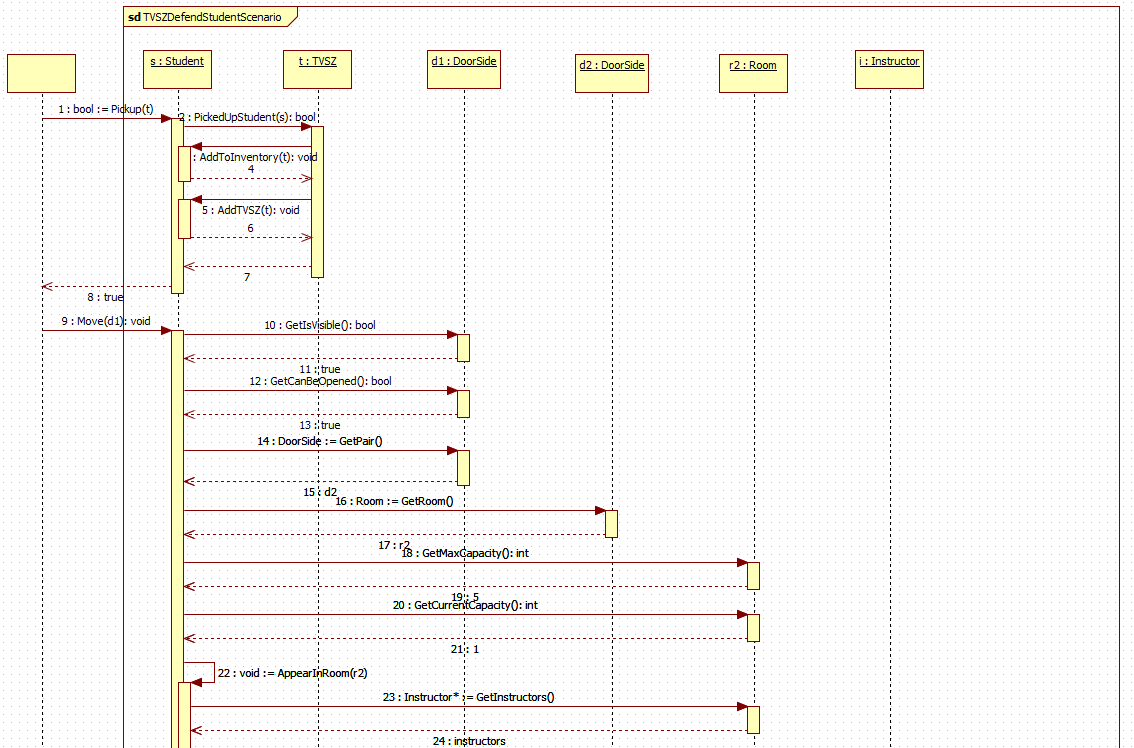 sd TVSZDefendStudentScenario
s : Student
t : TVSZ
d1 : DoorSide
d2 : DoorSide
r2 : Room
i : Instructor
1 : bool := Pickup(t)
2 : PickedUpStudent(s): bool
: AddToInventory(t): void
4
5 : AddTVSZ(t): void
6
7
8 : true
9 : Move(d1): void
10 : GetIsVisible(): bool
11 : true
12 : GetCanBeOpened(): bool
13 : true
14 : DoorSide := GetPair()
15 : d2
16 : Room := GetRoom()
17 : r2
18 : GetMaxCapacity(): int
19 : 5
20 : GetCurrentCapacity(): int
21 : 1
22 : void := AppearInRoom(r2)
23 : Instructor* := GetInstructors()
24 : instructors